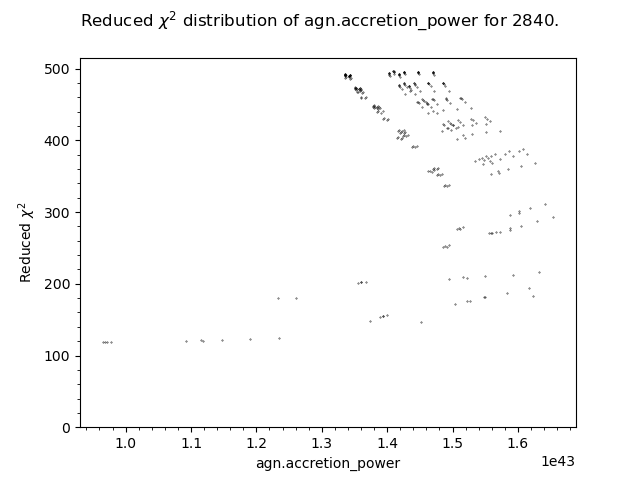 Reduced χ² distribution of agn.accretion_power for 2840.
500
400
300
200
100
0
Reduced χ²
1.0 1.1 1.2 1.3 1.4 1.5 1.6
1e43
agn.accretion_power